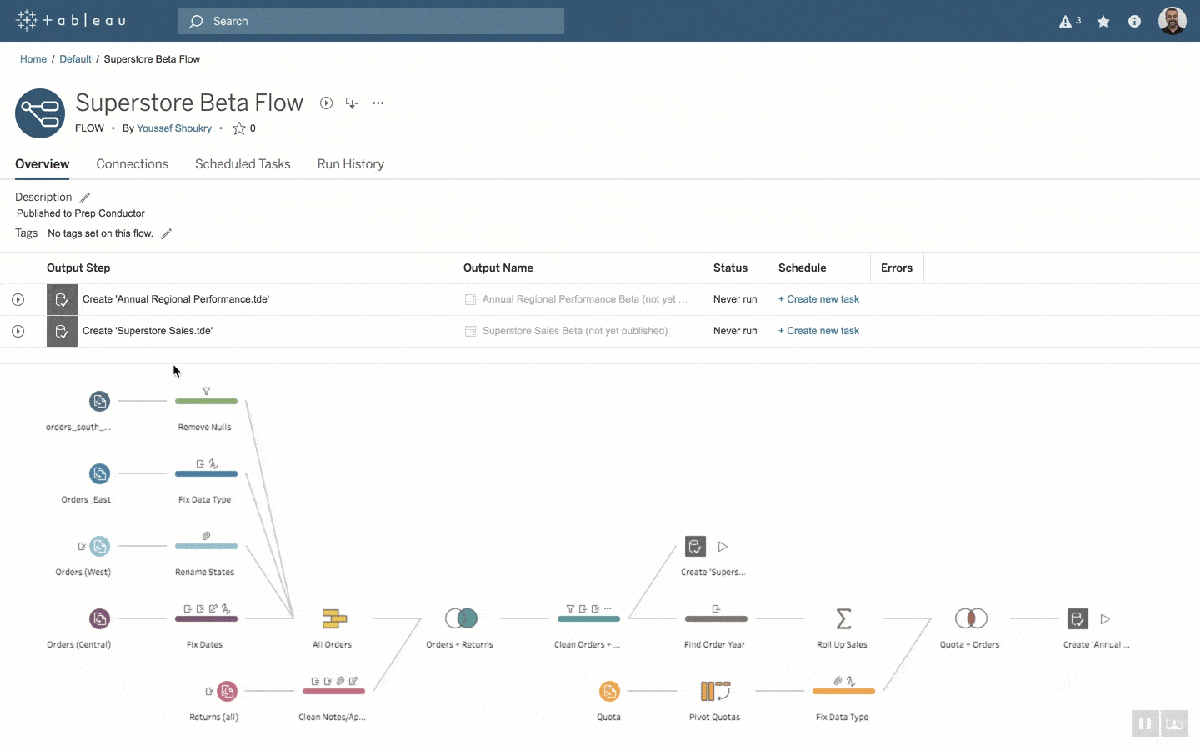 tableau Search 3
Home / Default / Superstore Beta Flow
Superstore Beta Flow ...
FLOW · By Youssef Shoukry · 0
Overview Connections Scheduled Tasks Run History
Description
Published to Prep Conductor
Tags No tags set on this flow.
Output Step Output Name Status Schedule Errors
Create 'Annual Regional Performance.tde' Annual Regional Performance Beta (not yet ... Never run + Create new task
Create 'Superstore Sales.tde' Superstore Sales Beta (not yet published) Never run + Create new task
orders_south_... Remove Nulls
Orders_East Fix Data Type
Orders (West) Rename States Create 'Supers...
Orders (Central) Fix Dates All Orders Orders + Returns Clean Orders + ... Find Order Year Roll Up Sales Quota + Orders Create 'Annual ...
Returns (all) Clean Notes/Ap... Quota Pivot Quotas Fix Data Type